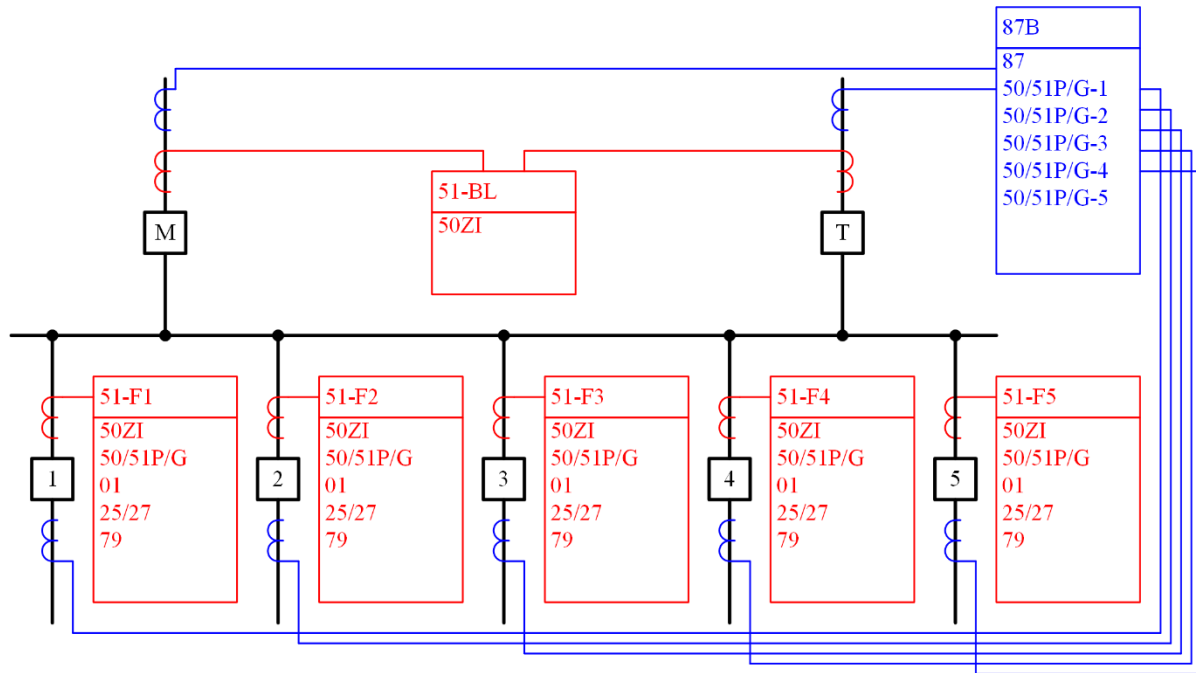 87B
87
50/51P/G-1
50/51P/G-2
50/51P/G-3
50/51P/G-4
50/51P/G-5
51-BL
50ZI
M
T
51-F1
50ZI
50/51P/G
01
25/27
79
51-F2
50ZI
50/51P/G
01
25/27
79
51-F3
50ZI
50/51P/G
01
25/27
79
51-F4
50ZI
50/51P/G
01
25/27
79
51-F5
50ZI
50/51P/G
01
25/27
79
1
2
3
4
5